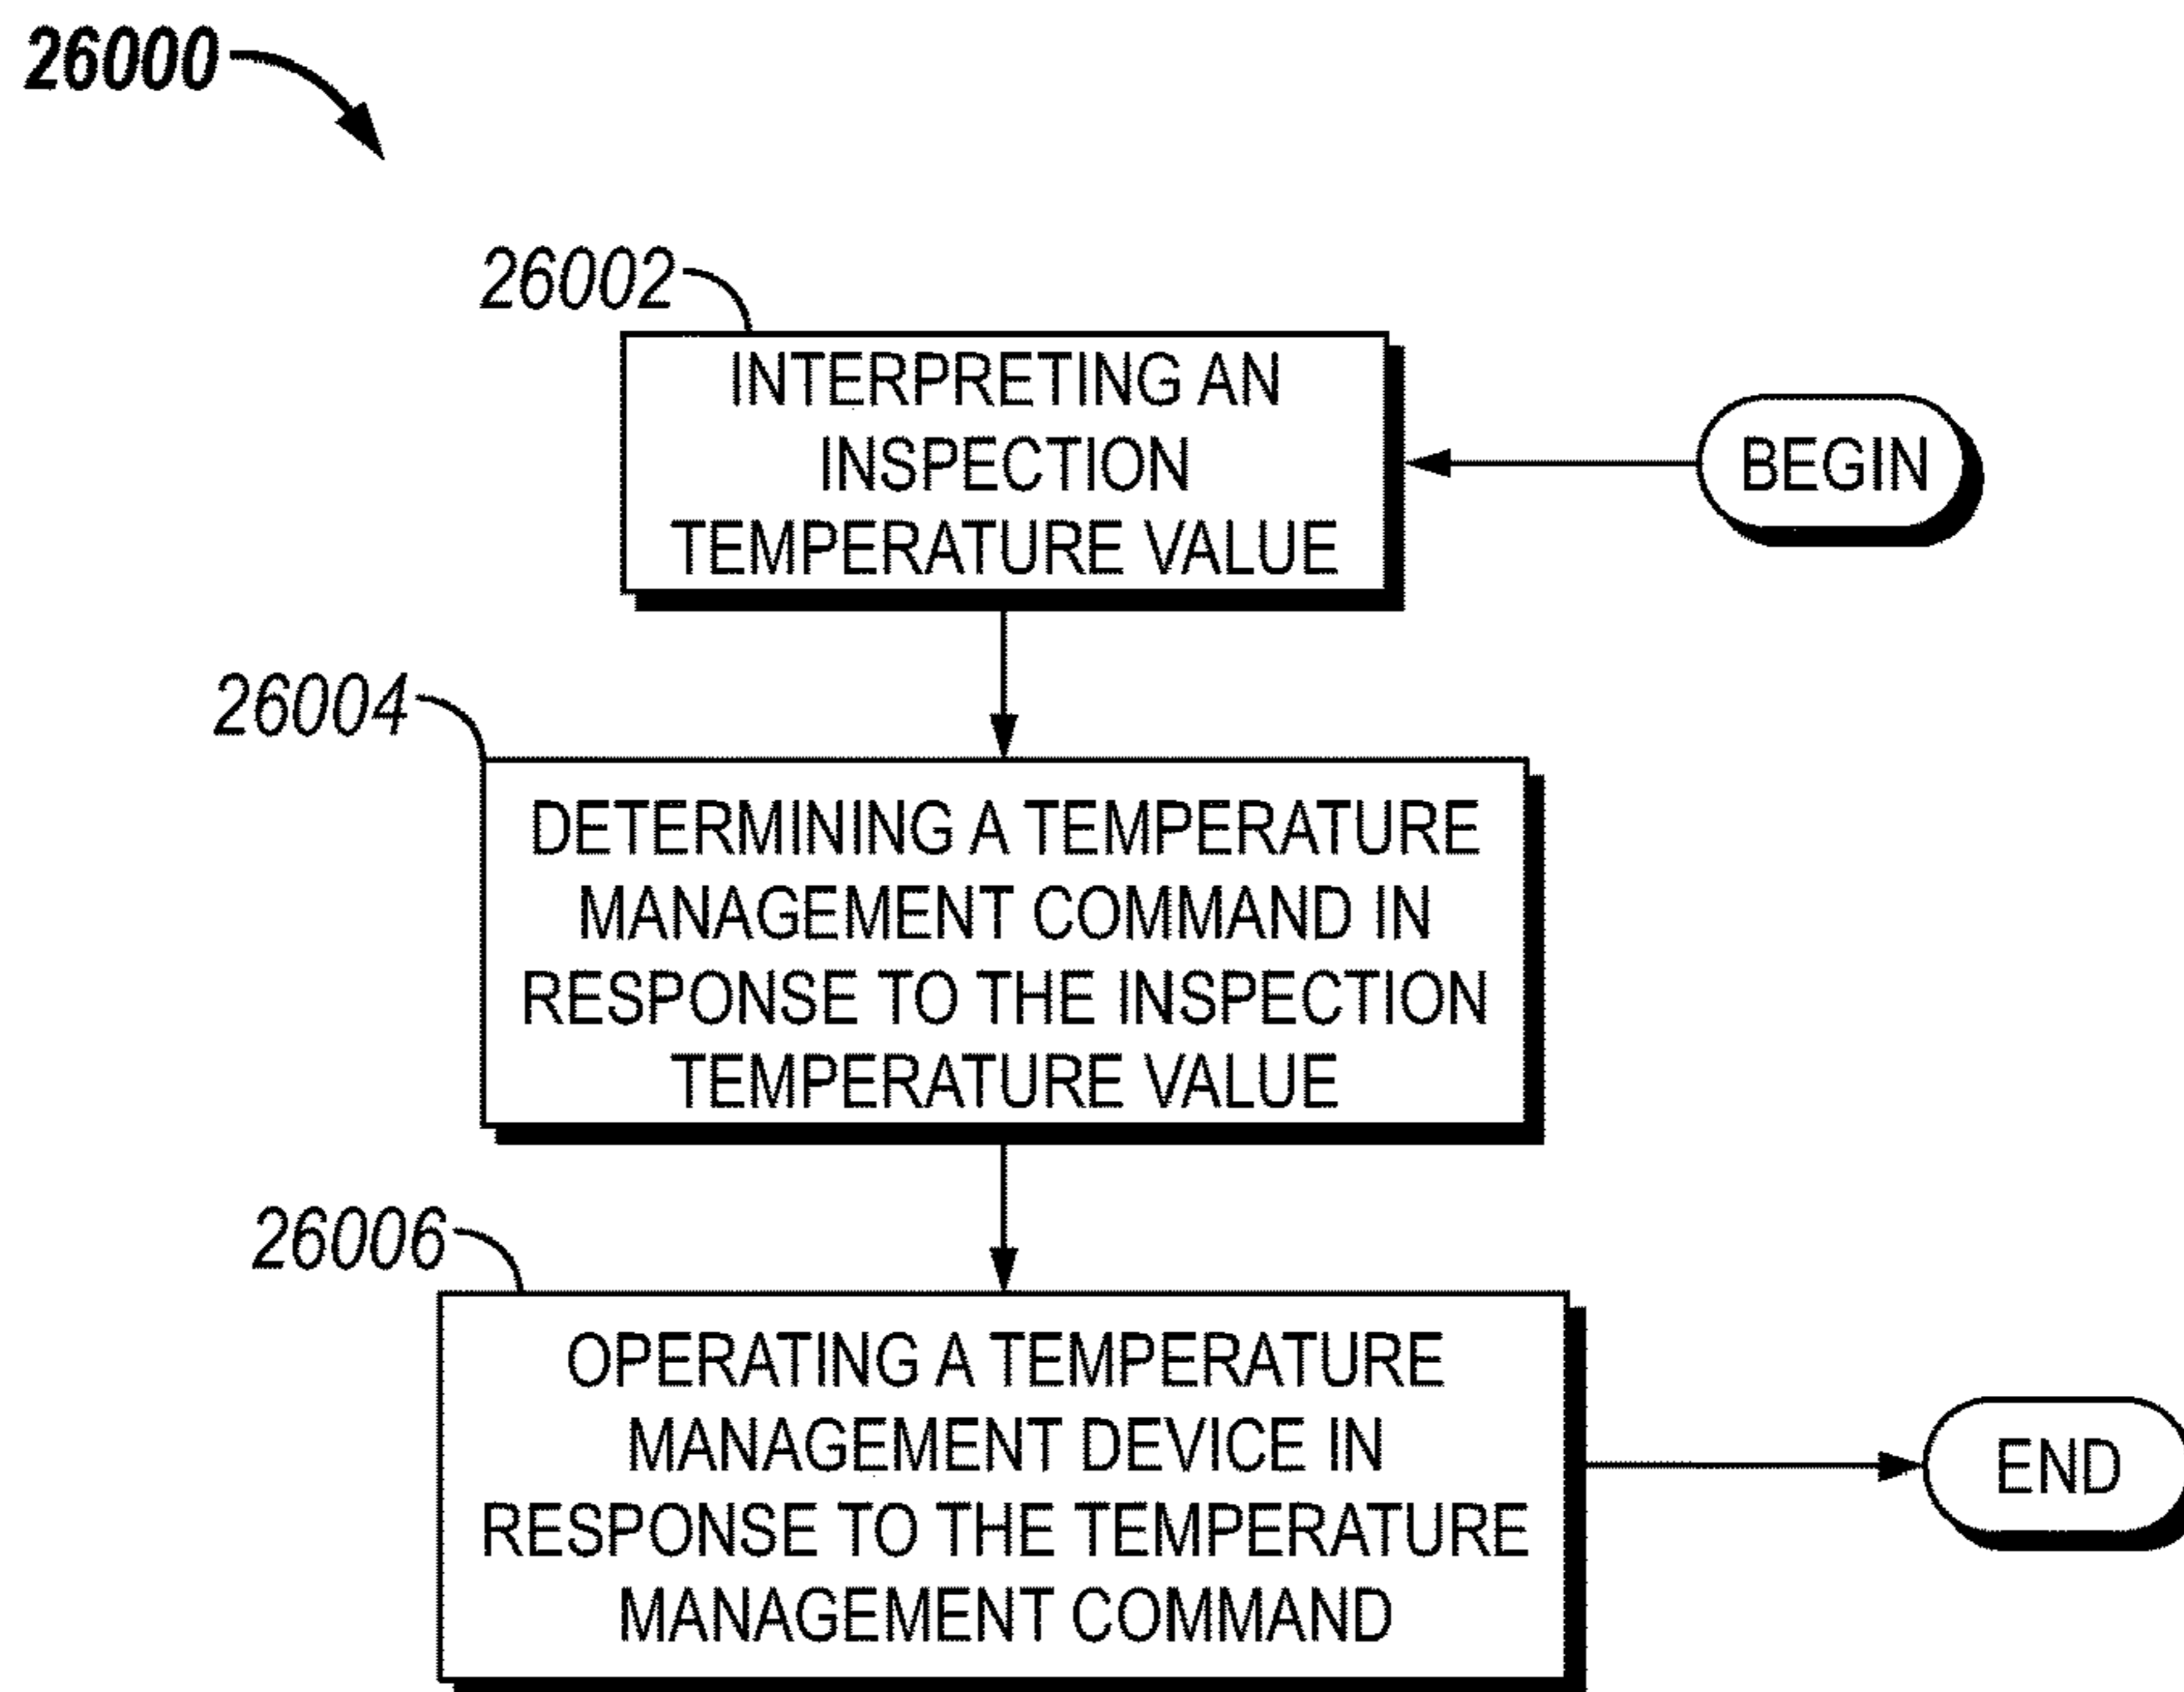 26000
26002
INTERPRETING AN
INSPECTION
TEMPERATURE VALUE
BEGIN
26004
DETERMINING A TEMPERATURE
MANAGEMENT COMMAND IN
RESPONSE TO THE INSPECTION
TEMPERATURE VALUE
26006
OPERATING A TEMPERATURE
MANAGEMENT DEVICE IN
RESPONSE TO THE TEMPERATURE
MANAGEMENT COMMAND
END